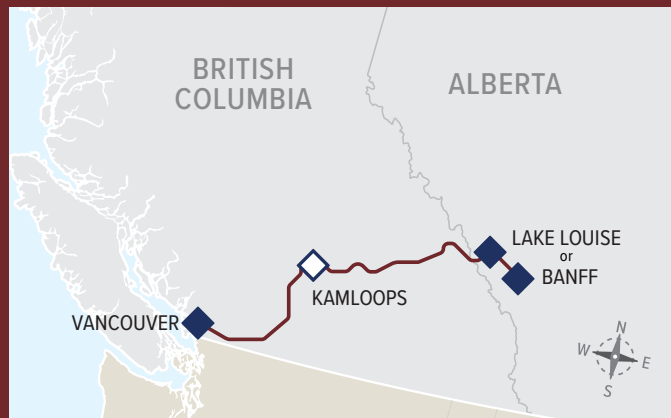 BRITISH
COLUMBIA
ALBERTA
LAKE LOUISE
or
BANFF
KAMLOOPS
VANCOUVER
N
W
E
S